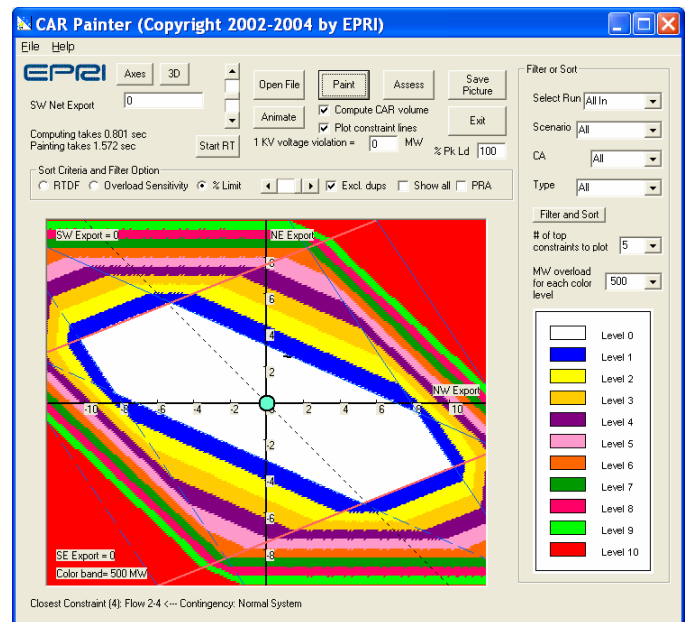 CAR Painter (Copyright 2002-2004 by EPRI)
File Help
EPRI
Axes
3D
SW Net Export
0
Computing takes 0.801 sec
Painting takes 1.572 sec
Start RT
Open File
Paint
Assess
Save Picture
Animate
Compute CAR volume
Plot constraint lines
Exit
1 KV voltage violation = 0 MW
% Pk Ld 100
Sort Criteria and Filter Option
RTDF Overload Sensitivity % Limit Excl. dups Show all PRA
Filter or Sort
Select Run All In
Scenario All
CA All
Type All
Filter and Sort
# of top
constraints to plot 5
MW overload
for each color
level
500
Level 0
Level 1
Level 2
Level 3
Level 4
Level 5
Level 6
Level 7
Level 8
Level 9
Level 10
SW Export = 0
NE Export
8
6
4
2
NW Export
-10 -8 -6 -4 -2 2 4 6 8 10
-2
-4
-6
-8
SE Export = 0
Color band= 500 MW
Closest Constraint (4): Flow 2-4 <--- Contingency: Normal System